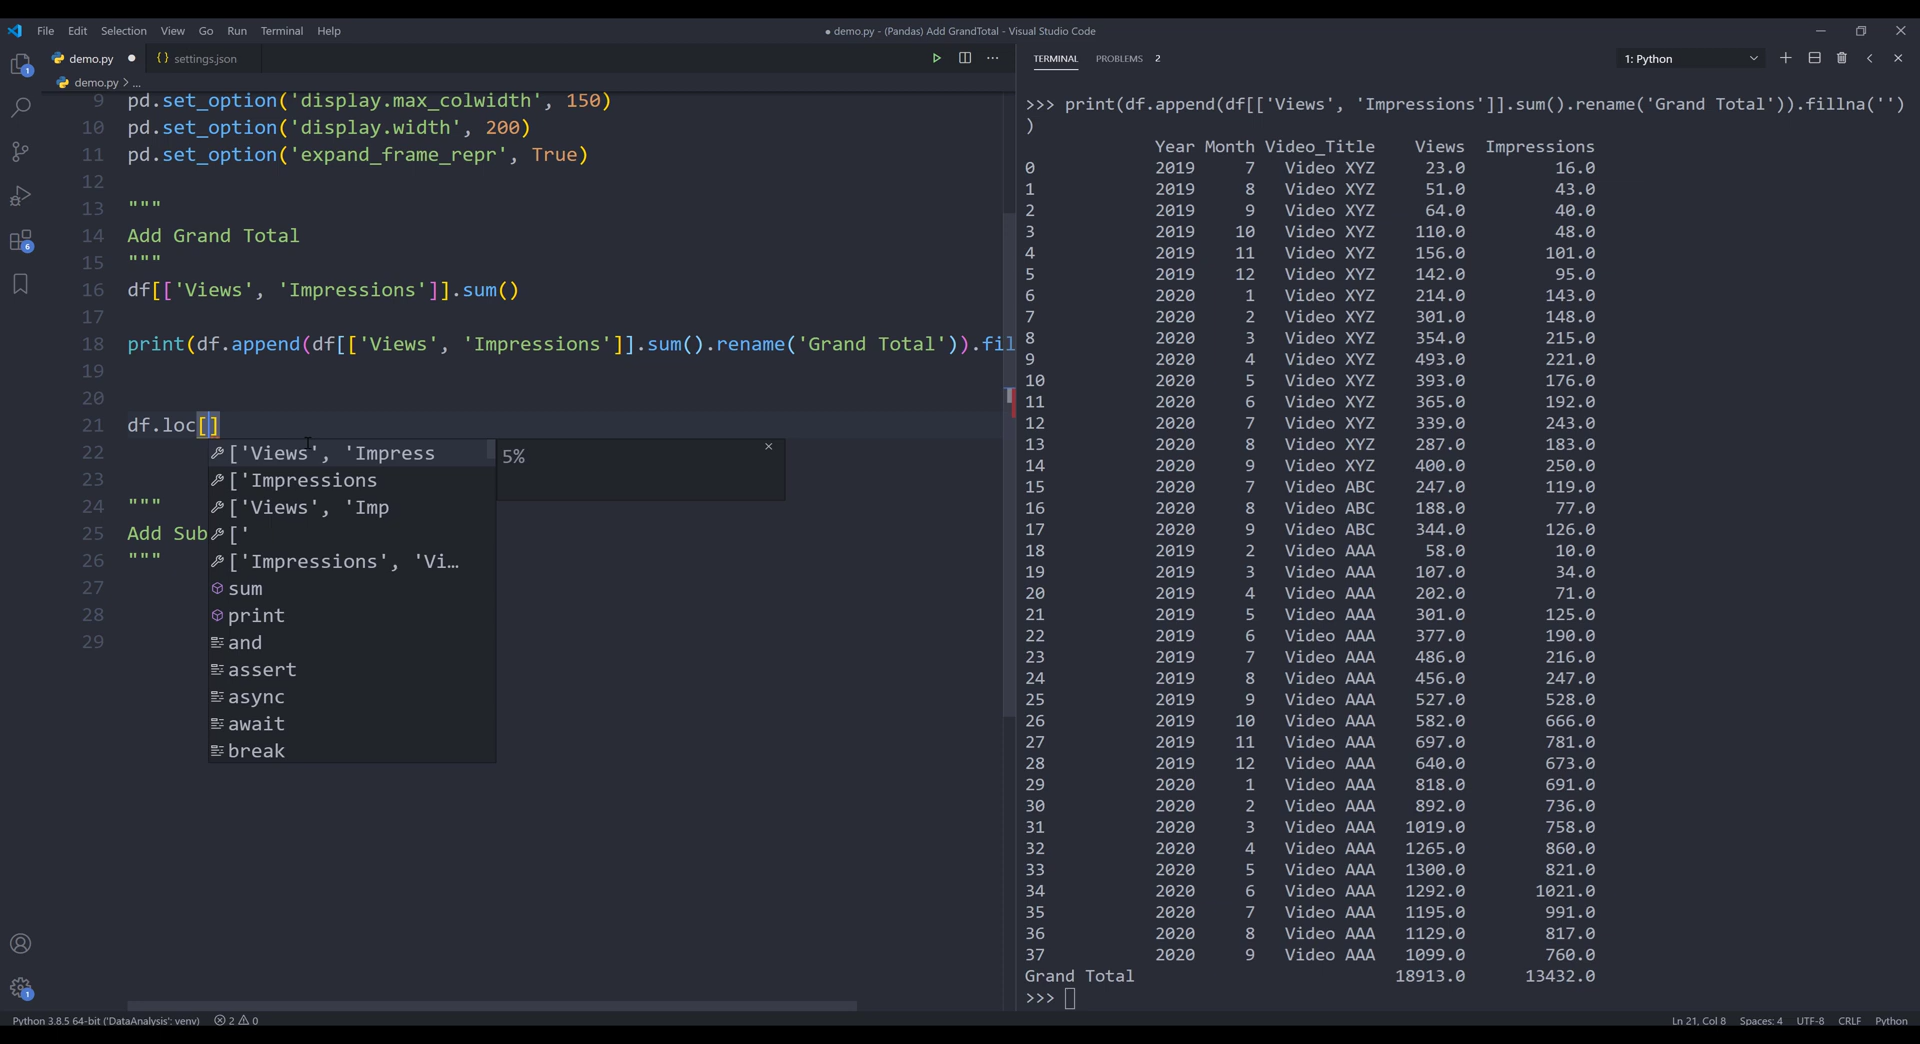 File Edit Selection View Go Run Terminal Help
● demo.py - (Pandas) Add GrandTotal - Visual Studio Code
demo.py
settings.json
demo.py > ...
9 pd.set_option('display.max_colwidth', 150)
10 pd.set_option('display.width', 200)
11 pd.set_option('expand_frame_repr', True)
12
13 """
14 Add Grand Total
15 """
16 df[['Views', 'Impressions']].sum()
17
18 print(df.append(df[['Views', 'Impressions']].sum().rename('Grand Total')).fil
19
20
21 df.loc[]
22
23
24 """
25 Add Sub
26 """
27
28
29
['Views', 'Impress
['Impressions
['Views', 'Imp
['
['Impressions', 'Vi...
sum
print
and
assert
async
await
break
5%
TERMINAL PROBLEMS 2
1: Python
>>> print(df.append(df[['Views', 'Impressions']].sum().rename('Grand Total')).fillna('')
)
Year Month Video_Title Views Impressions
0 2019 7 Video XYZ 23.0 16.0
1 2019 8 Video XYZ 51.0 43.0
2 2019 9 Video XYZ 64.0 40.0
3 2019 10 Video XYZ 110.0 48.0
4 2019 11 Video XYZ 156.0 101.0
5 2019 12 Video XYZ 142.0 95.0
6 2020 1 Video XYZ 214.0 143.0
7 2020 2 Video XYZ 301.0 148.0
8 2020 3 Video XYZ 354.0 215.0
9 2020 4 Video XYZ 493.0 221.0
10 2020 5 Video XYZ 393.0 176.0
11 2020 6 Video XYZ 365.0 192.0
12 2020 7 Video XYZ 339.0 243.0
13 2020 8 Video XYZ 287.0 183.0
14 2020 9 Video XYZ 400.0 250.0
15 2020 7 Video ABC 247.0 119.0
16 2020 8 Video ABC 188.0 77.0
17 2020 9 Video ABC 344.0 126.0
18 2019 2 Video AAA 58.0 10.0
19 2019 3 Video AAA 107.0 34.0
20 2019 4 Video AAA 202.0 71.0
21 2019 5 Video AAA 301.0 125.0
22 2019 6 Video AAA 377.0 190.0
23 2019 7 Video AAA 486.0 216.0
24 2019 8 Video AAA 456.0 247.0
25 2019 9 Video AAA 527.0 528.0
26 2019 10 Video AAA 582.0 666.0
27 2019 11 Video AAA 697.0 781.0
28 2019 12 Video AAA 640.0 673.0
29 2020 1 Video AAA 818.0 691.0
30 2020 2 Video AAA 892.0 736.0
31 2020 3 Video AAA 1019.0 758.0
32 2020 4 Video AAA 1265.0 860.0
33 2020 5 Video AAA 1300.0 821.0
34 2020 6 Video AAA 1292.0 1021.0
35 2020 7 Video AAA 1195.0 991.0
36 2020 8 Video AAA 1129.0 817.0
37 2020 9 Video AAA 1099.0 760.0
Grand Total 18913.0 13432.0
>>>
1
6
1
Python 3.8.5 64-bit ('DataAnalysis': venv) 2 0
Ln 21, Col 8 Spaces: 4 UTF-8 CRLF Python